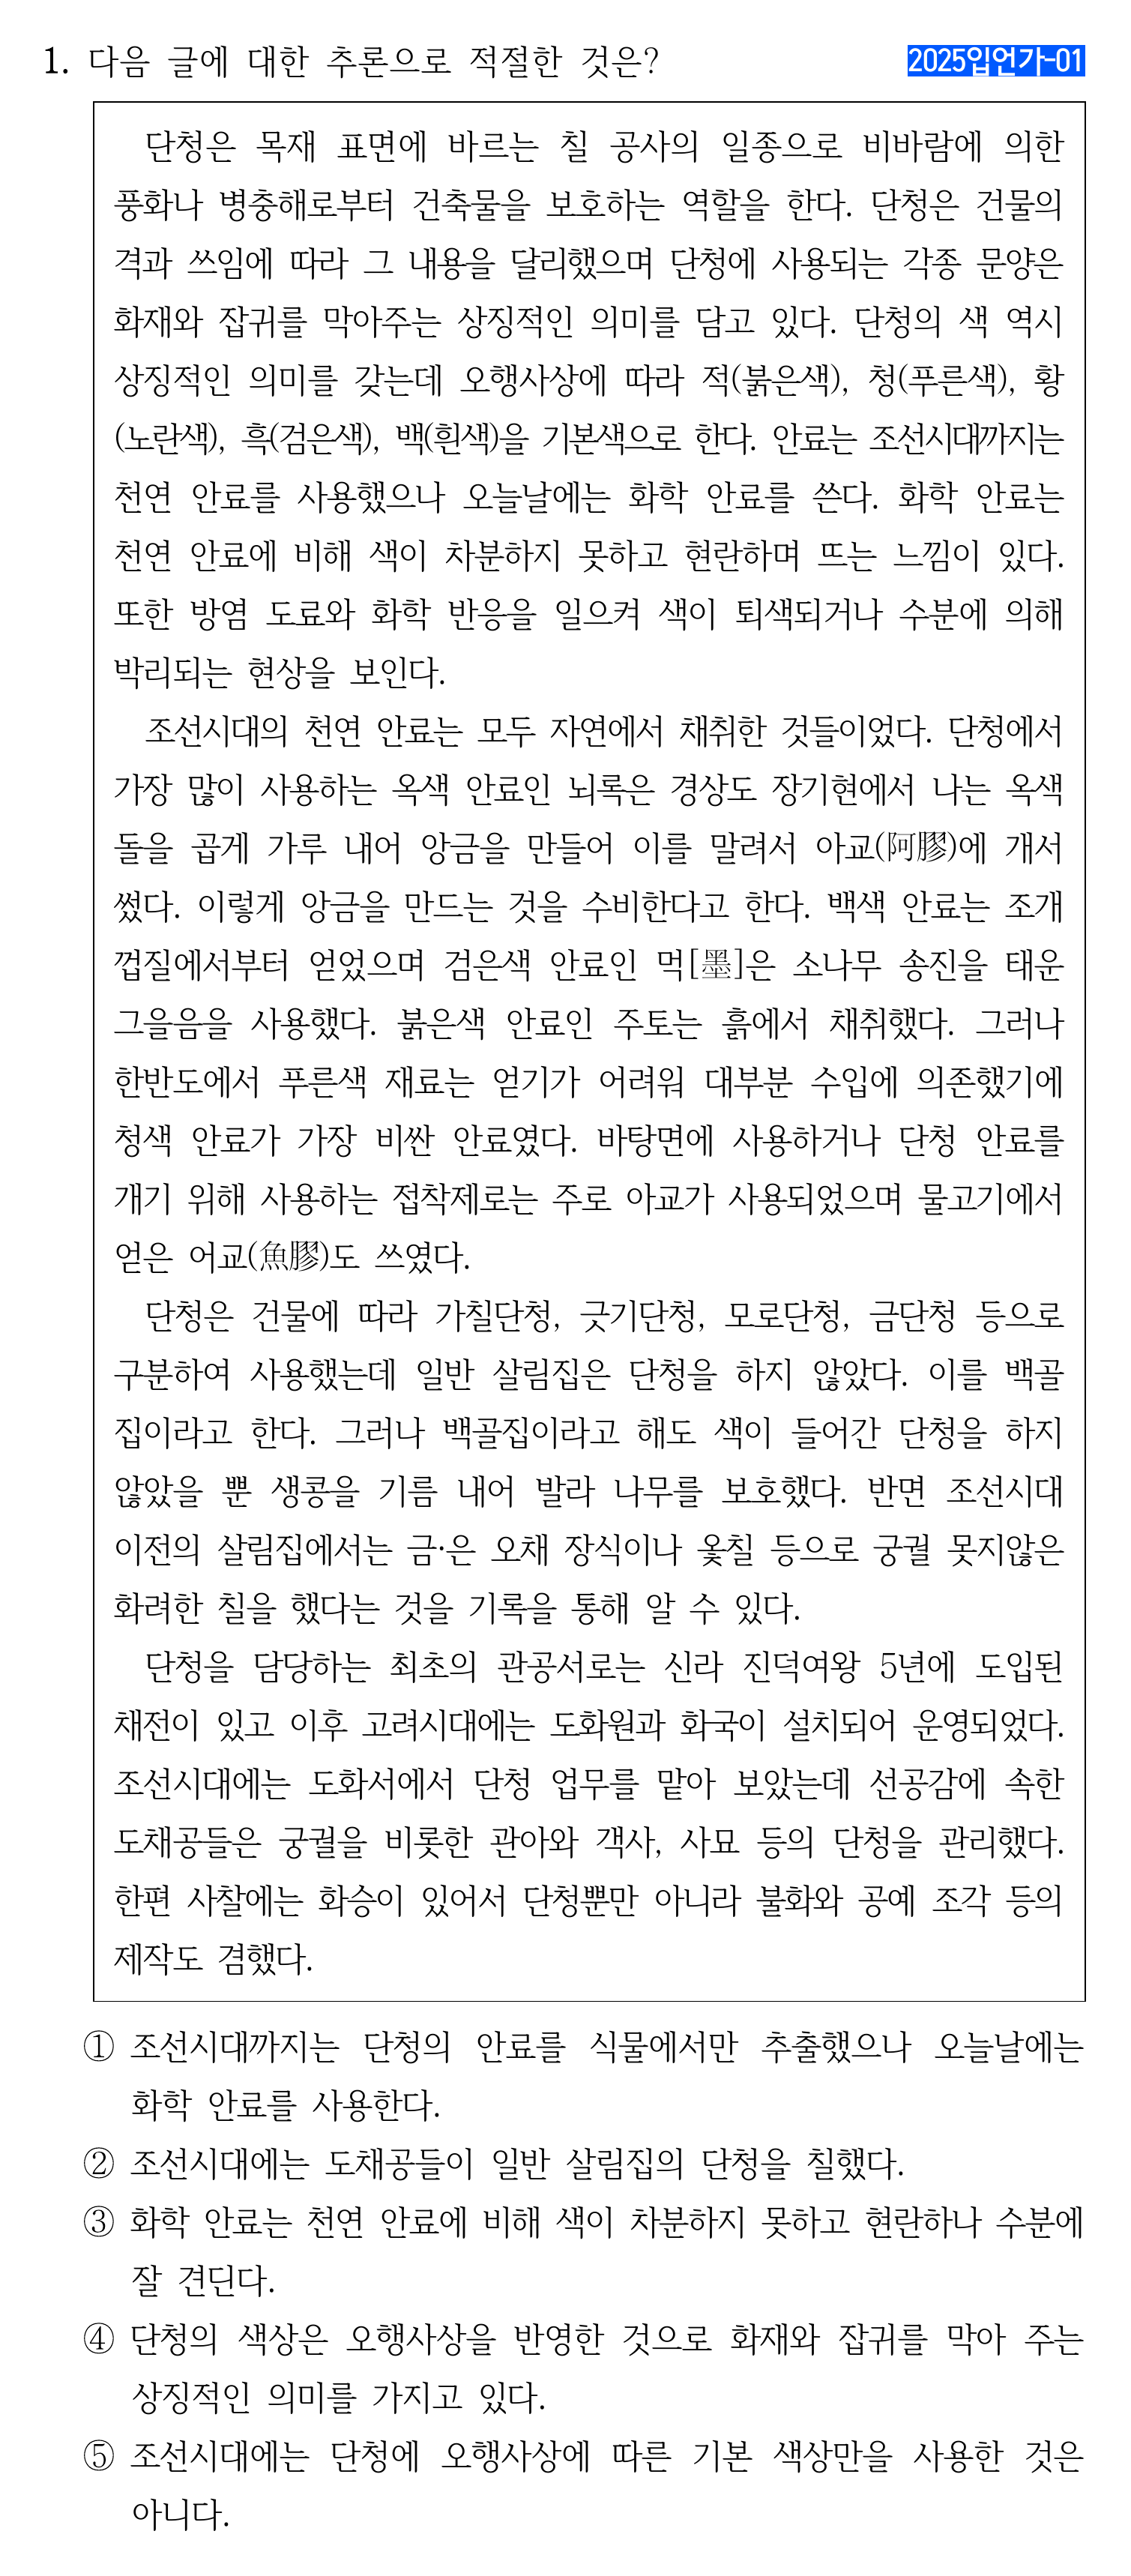 1. 다음 글에 대한 추론으로 적절한 것은?
2025입언가-01
단청은 목재 표면에 바르는 칠 공사의 일종으로 비바람에 의한
풍화나 병충해로부터 건축물을 보호하는 역할을 한다. 단청은 건물의
격과 쓰임에 따라 그 내용을 달리했으며 단청에 사용되는 각종 문양은
화재와 잡귀를 막아주는 상징적인 의미를 담고 있다. 단청의 색 역시
상징적인 의미를 갖는데 오행사상에 따라 적(붉은색), 청(푸른색), 황
(노란색), 흑(검은색), 백(흰색)을 기본색으로 한다. 안료는 조선시대까지는
천연 안료를 사용했으나 오늘날에는 화학 안료를 쓴다. 화학 안료는
천연 안료에 비해 색이 차분하지 못하고 현란하며 뜨는 느낌이 있다.
또한 방염 도료와 화학 반응을 일으켜 색이 퇴색되거나 수분에 의해
박리되는 현상을 보인다.
조선시대의 천연 안료는 모두 자연에서 채취한 것들이었다. 단청에서
가장 많이 사용하는 옥색 안료인 뇌록은 경상도 장기현에서 나는 옥색
돌을 곱게 가루 내어 앙금을 만들어 이를 말려서 아교(阿膠)에 개서
썼다. 이렇게 앙금을 만드는 것을 수비한다고 한다. 백색 안료는 조개
껍질에서부터 얻었으며 검은색 안료인 먹[墨]은 소나무 송진을 태운
그을음을 사용했다. 붉은색 안료인 주토는 흙에서 채취했다. 그러나
한반도에서 푸른색 재료는 얻기가 어려워 대부분 수입에 의존했기에
청색 안료가 가장 비싼 안료였다. 바탕면에 사용하거나 단청 안료를
개기 위해 사용하는 접착제로는 주로 아교가 사용되었으며 물고기에서
얻은 어교(魚膠)도 쓰였다.
단청은 건물에 따라 가칠단청, 긋기단청, 모로단청, 금단청 등으로
구분하여 사용했는데 일반 살림집은 단청을 하지 않았다. 이를 백골
집이라고 한다. 그러나 백골집이라고 해도 색이 들어간 단청을 하지
않았을 뿐 생콩을 기름 내어 발라 나무를 보호했다. 반면 조선시대
이전의 살림집에서는 금·은 오채 장식이나 옻칠 등으로 궁궐 못지않은
화려한 칠을 했다는 것을 기록을 통해 알 수 있다.
단청을 담당하는 최초의 관공서로는 신라 진덕여왕 5년에 도입된
채전이 있고 이후 고려시대에는 도화원과 화국이 설치되어 운영되었다.
조선시대에는 도화서에서 단청 업무를 맡아 보았는데 선공감에 속한
도채공들은 궁궐을 비롯한 관아와 객사, 사묘 등의 단청을 관리했다.
한편 사찰에는 화승이 있어서 단청뿐만 아니라 불화와 공예 조각 등의
제작도 겸했다.
① 조선시대까지는 단청의 안료를 식물에서만 추출했으나 오늘날에는
화학 안료를 사용한다.
② 조선시대에는 도채공들이 일반 살림집의 단청을 칠했다.
③ 화학 안료는 천연 안료에 비해 색이 차분하지 못하고 현란하나 수분에
잘 견딘다.
④ 단청의 색상은 오행사상을 반영한 것으로 화재와 잡귀를 막아 주는
상징적인 의미를 가지고 있다.
⑤ 조선시대에는 단청에 오행사상에 따른 기본 색상만을 사용한 것은
아니다.